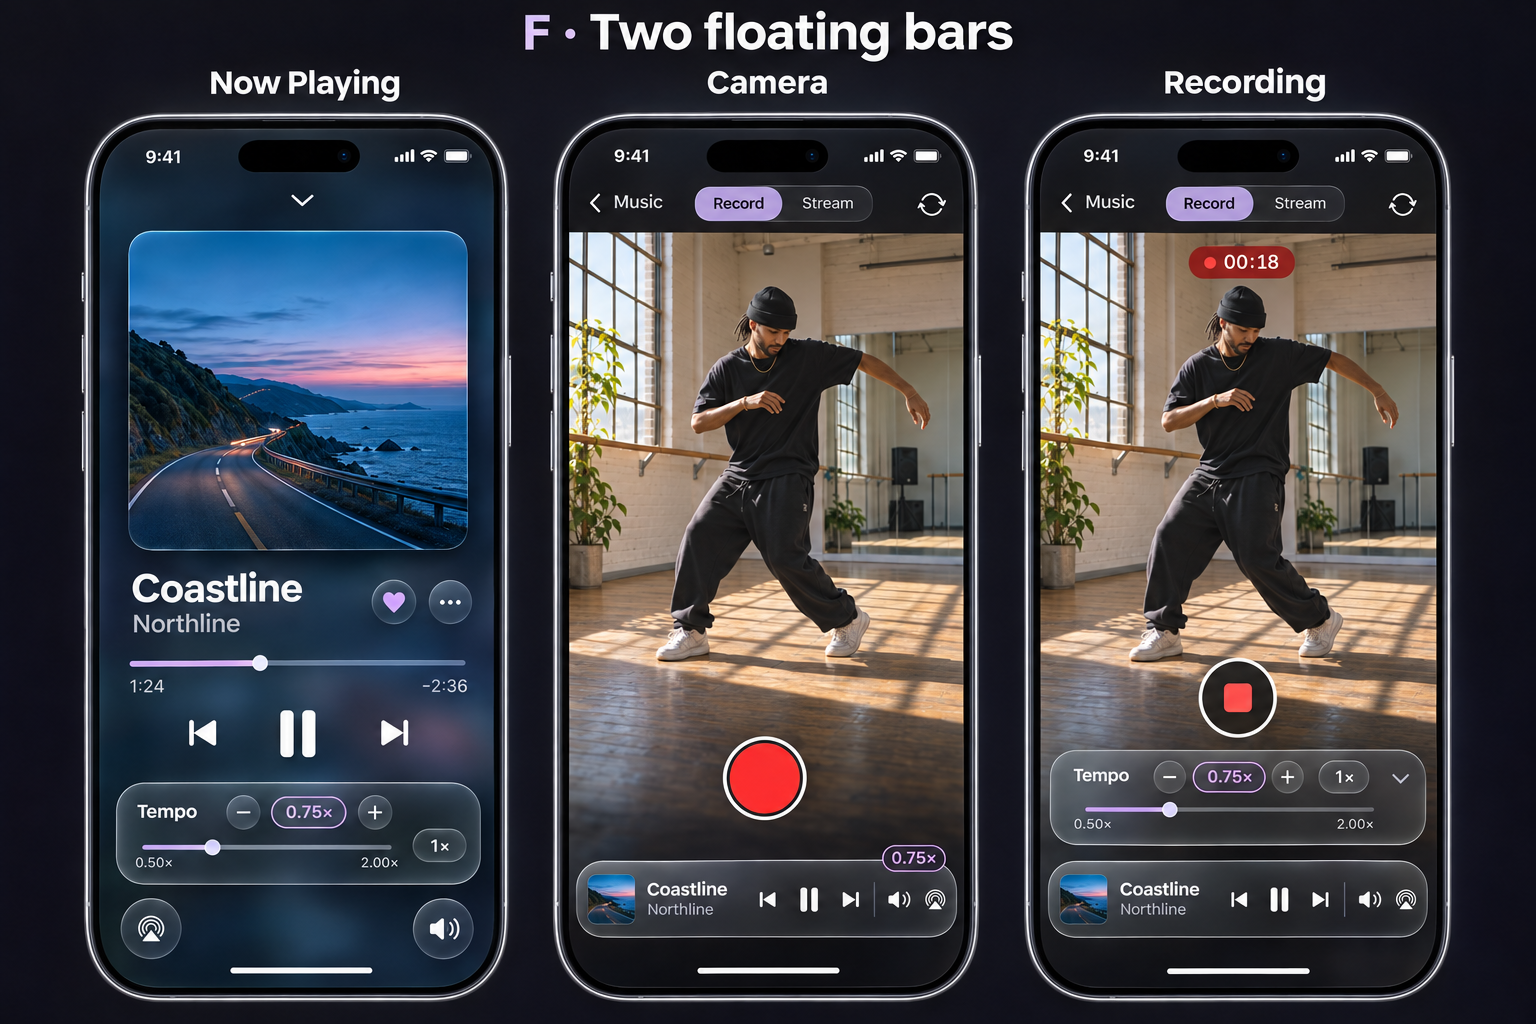 F · Two floating bars
Now Playing
9:41
Coastline
Northline
1:24
-2:36
Tempo
0.75×
0.50×
2.00×
1×
Camera
9:41
Music
Record
Stream
0.75×
Coastline
Northline
Recording
9:41
Music
Record
Stream
00:18
Tempo
0.75×
1×
0.50×
2.00×
Coastline
Northline